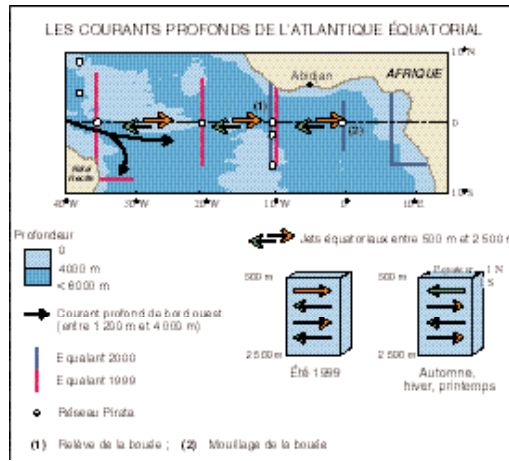 LES COURANTS PROFONDS DE L'ATLANTIQUE ÉQUATORIAL
10°N
Abidjan
AFRIQUE
(1)
0
(2)
10°S
40°W
30°W
20°W
10°W
0°
10°E
Profondeur
0
4000 m
< 6000 m
Jets équatoriaux entre 500 m et 2 500 m
Courant profond de bord ouest
(entre 1 200 m et 4 000 m)
Equalant 2000
Equalant 1999
Réseau Pirata
500 m
2 500 m
Été 1999
500 m
1 N
1 S
2 500 m
Automne,
hiver, printemps
(1) Relève de la bouée ; (2) Mouillage de la bouée